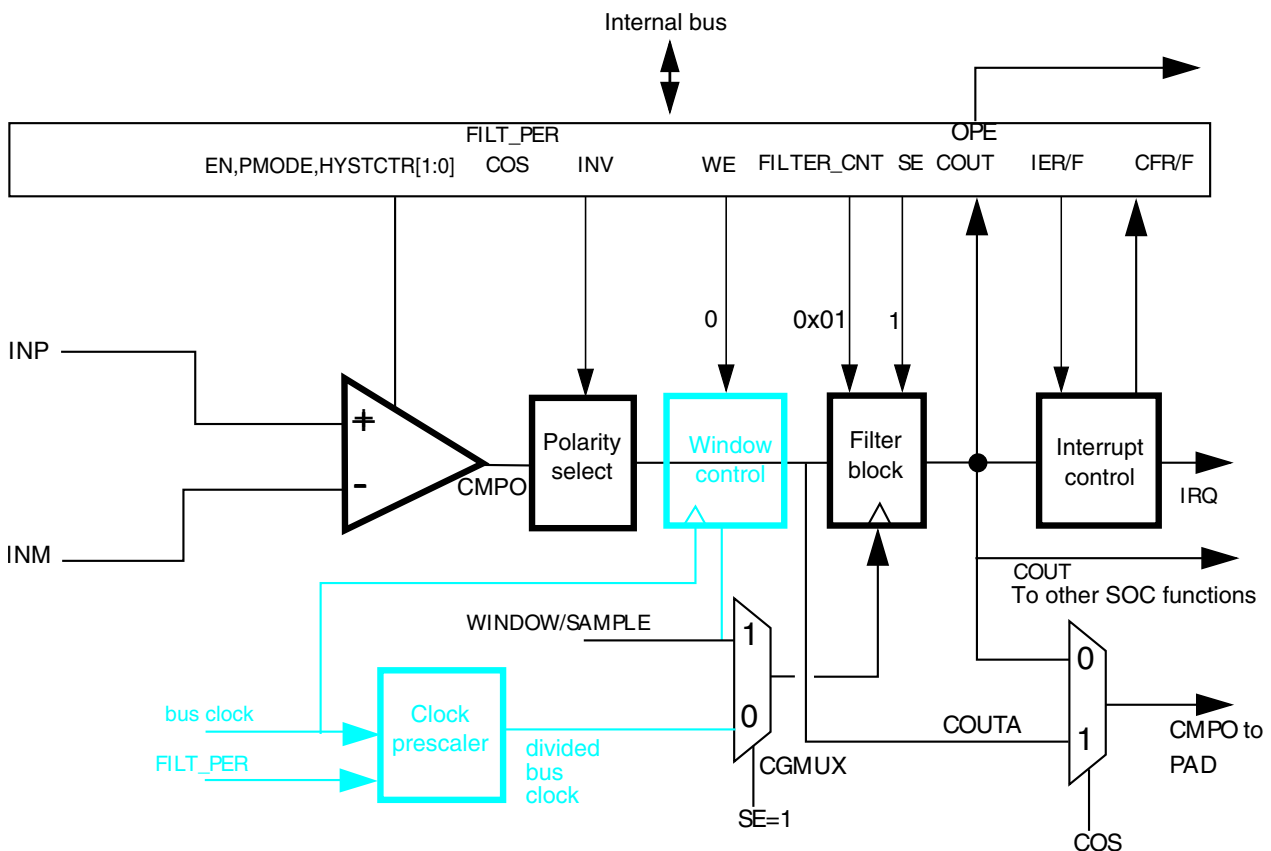 Internal bus
FILT_PER
OPE
EN,PMODE,HYSTCTR[1:0] COS INV WE FILTER_CNT SE COUT IER/F CFR/F
0 0x01 1
INP
+
-
INM
CMPO
Polarity
select
Window
control
Filter
block
Interrupt
control
IRQ
COUT
To other SOC functions
WINDOW/SAMPLE
1
0
CGMUX
SE=1
bus clock
FILT_PER
Clock
prescaler
divided
bus
clock
COUTA
0
1
CMPO to
PAD
COS